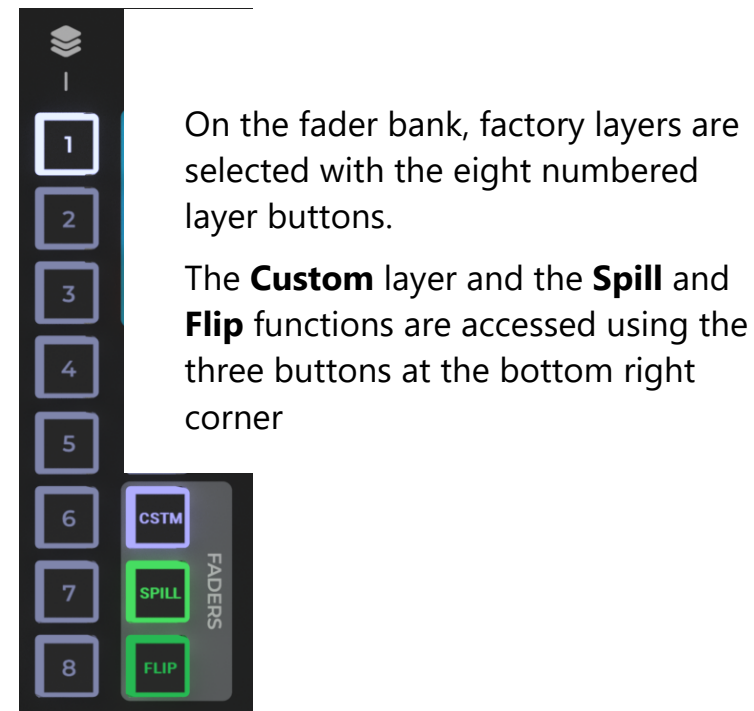 1
2
3
4
5
6
7
8
On the fader bank, factory layers are
selected with the eight numbered
layer buttons.
The Custom layer and the Spill and
Flip functions are accessed using the
three buttons at the bottom right
corner
CSTM
SPILL
FLIP
FADERS